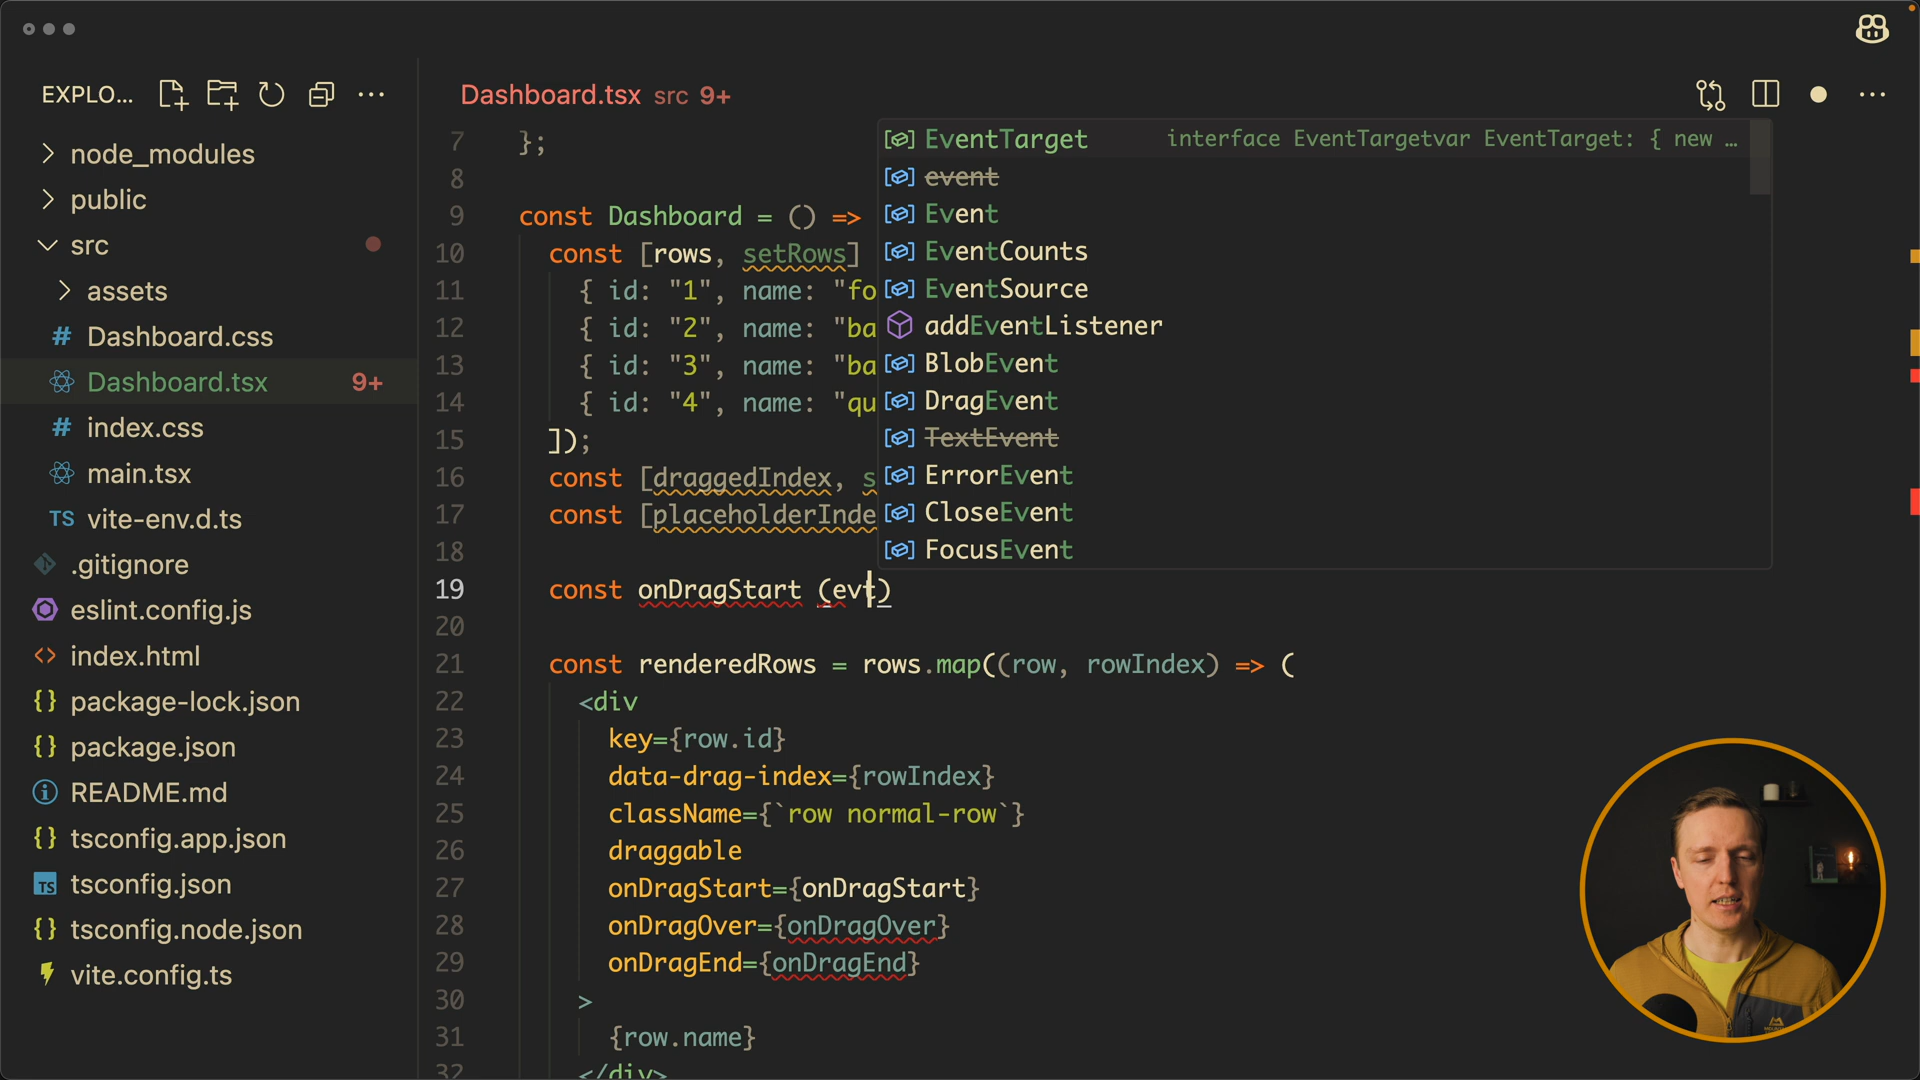 EXPLO...
node_modules
public
src
assets
# Dashboard.css
Dashboard.tsx 9+
# index.css
main.tsx
TS vite-env.d.ts
.gitignore
eslint.config.js
<> index.html
{} package-lock.json
{} package.json
README.md
{} tsconfig.app.json
TS tsconfig.json
{} tsconfig.node.json
vite.config.ts
Dashboard.tsx src 9+
7 };
8
9 const Dashboard = () =>
10 const [rows, setRows]
11 { id: "1", name: "fo
12 { id: "2", name: "ba
13 { id: "3", name: "ba
14 { id: "4", name: "qu
15 ]);
16 const [draggedIndex, s
17 const [placeholderInde
18
19 const onDragStart (evt)
20
21 const renderedRows = rows.map((row, rowIndex) => (
22 <div
23 key={row.id}
24 data-drag-index={rowIndex}
25 className={`row normal-row`}
26 draggable
27 onDragStart={onDragStart}
28 onDragOver={onDragOver}
29 onDragEnd={onDragEnd}
30 >
31 {row.name}
32 </div>
EventTarget interface EventTargetvar EventTarget: { new …
event
Event
EventCounts
EventSource
addEventListener
BlobEvent
DragEvent
TextEvent
ErrorEvent
CloseEvent
FocusEvent